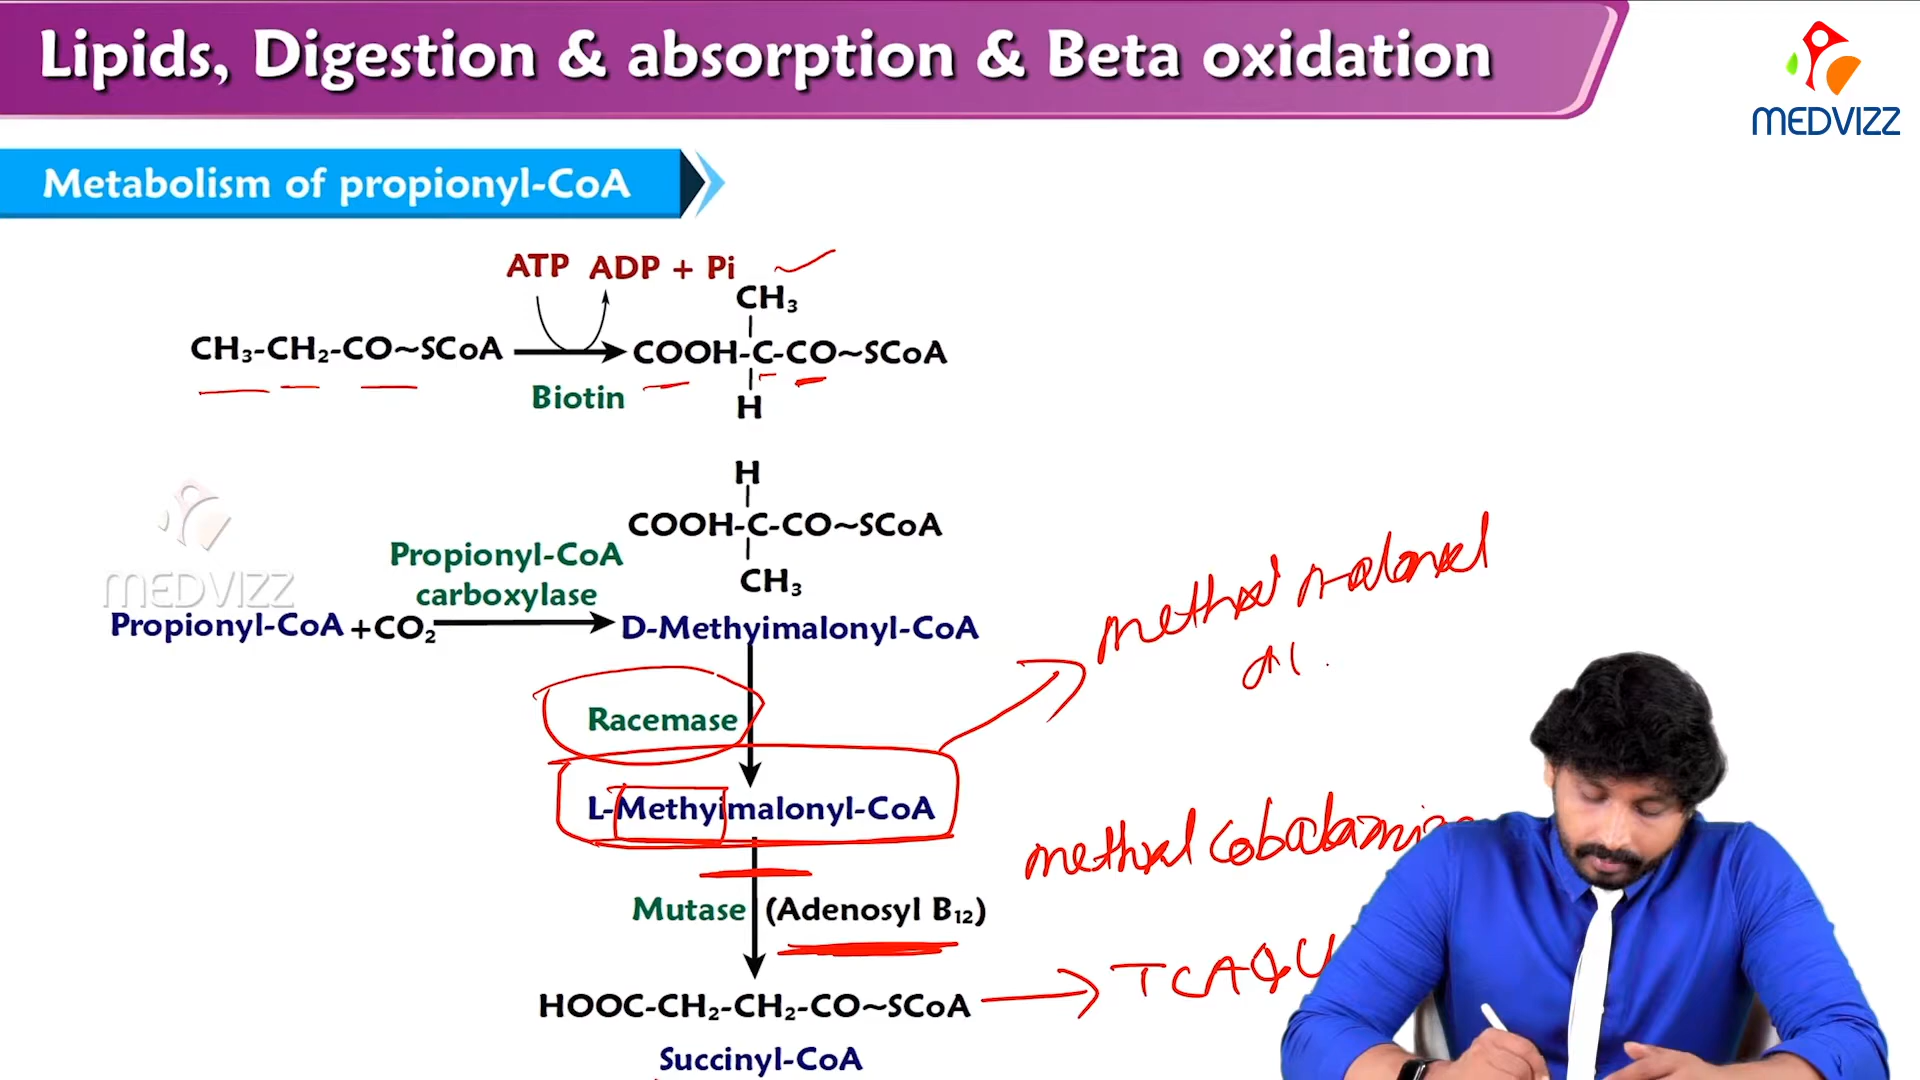 Lipids, Digestion & absorption & Beta oxidation
MEDVIZZ
Metabolism of propionyl-CoA
ATP ADP + Pi
CH₃
CH₃-CH₂-CO~SCoA COOH-C-CO~SCoA
Biotin
H
H
COOH-C-CO~SCoA
CH₃
Propionyl-CoA
carboxylase
MEDVIZZ
Propionyl-CoA +CO₂ D-Methyimalonyl-CoA
methyl malonyl
Racemase
L-Methyimalonyl-CoA
methyl cobalamin
Mutase (Adenosyl B₁₂)
TCA
HOOC-CH₂-CH₂-CO~SCoA
Succinyl-CoA